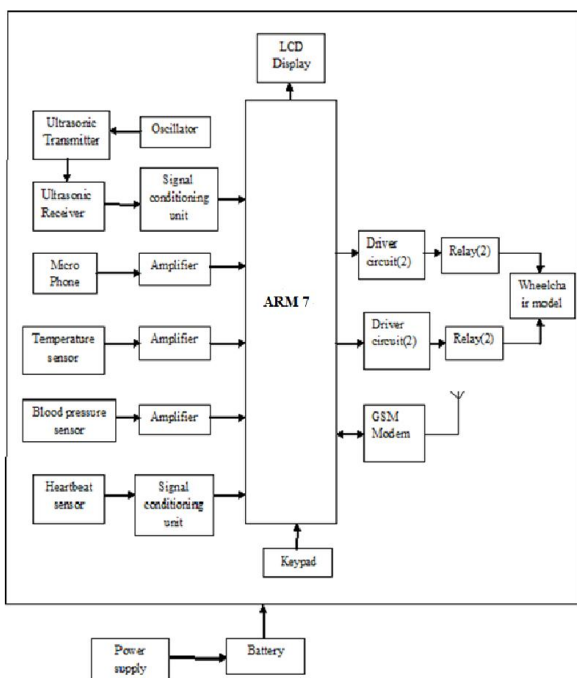 LCD
Display
Ultrasonic
Transmitter
Oscillator
Ultrasonic
Receiver
Signal
conditioning
unit
Micro
Phone
Amplifier
ARM 7
Driver
circuit(2)
Relay(2)
Wheelcha
ir model
Temperature
sensor
Amplifier
Driver
circuit(2)
Relay(2)
Blood pressure
sensor
Amplifier
GSM
Modem
Heartbeat
sensor
Signal
conditioning
unit
Keypad
Power
supply
Battery